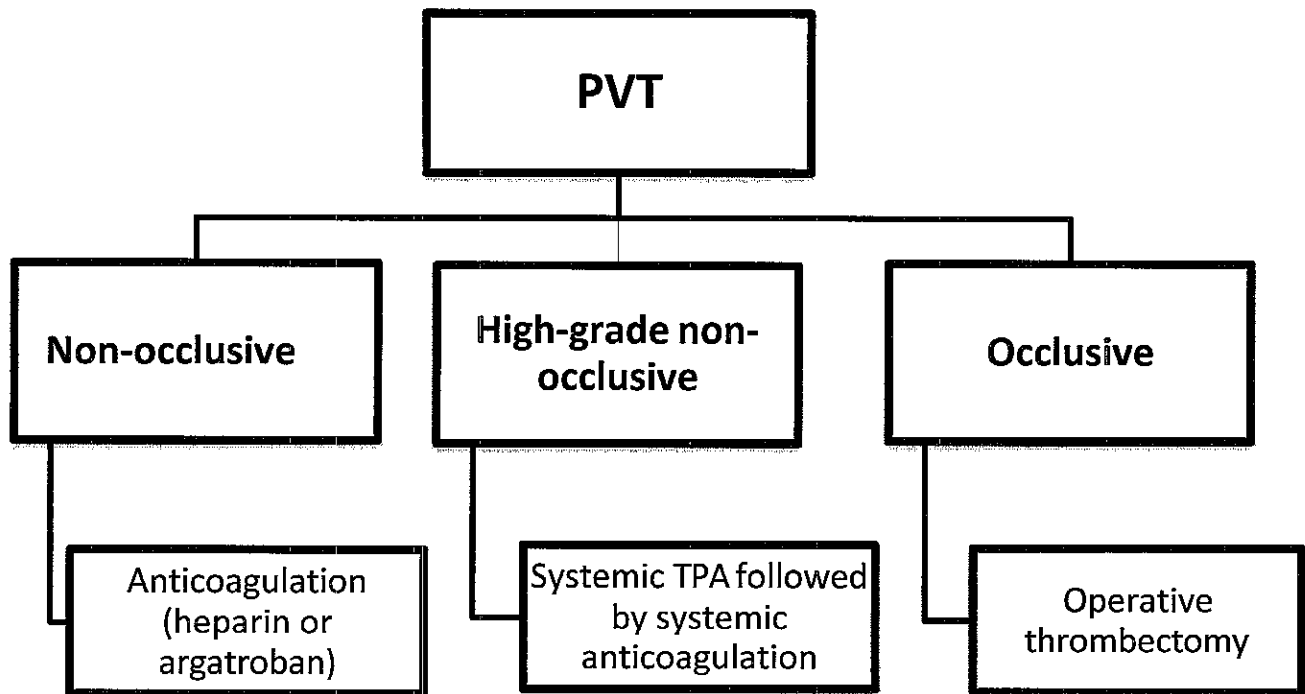 PVT
Non-occlusive
High-grade non-
occlusive
Occlusive
Anticoagulation
(heparin or
argatroban)
Systemic TPA followed
by systemic
anticoagulation
Operative
thrombectomy